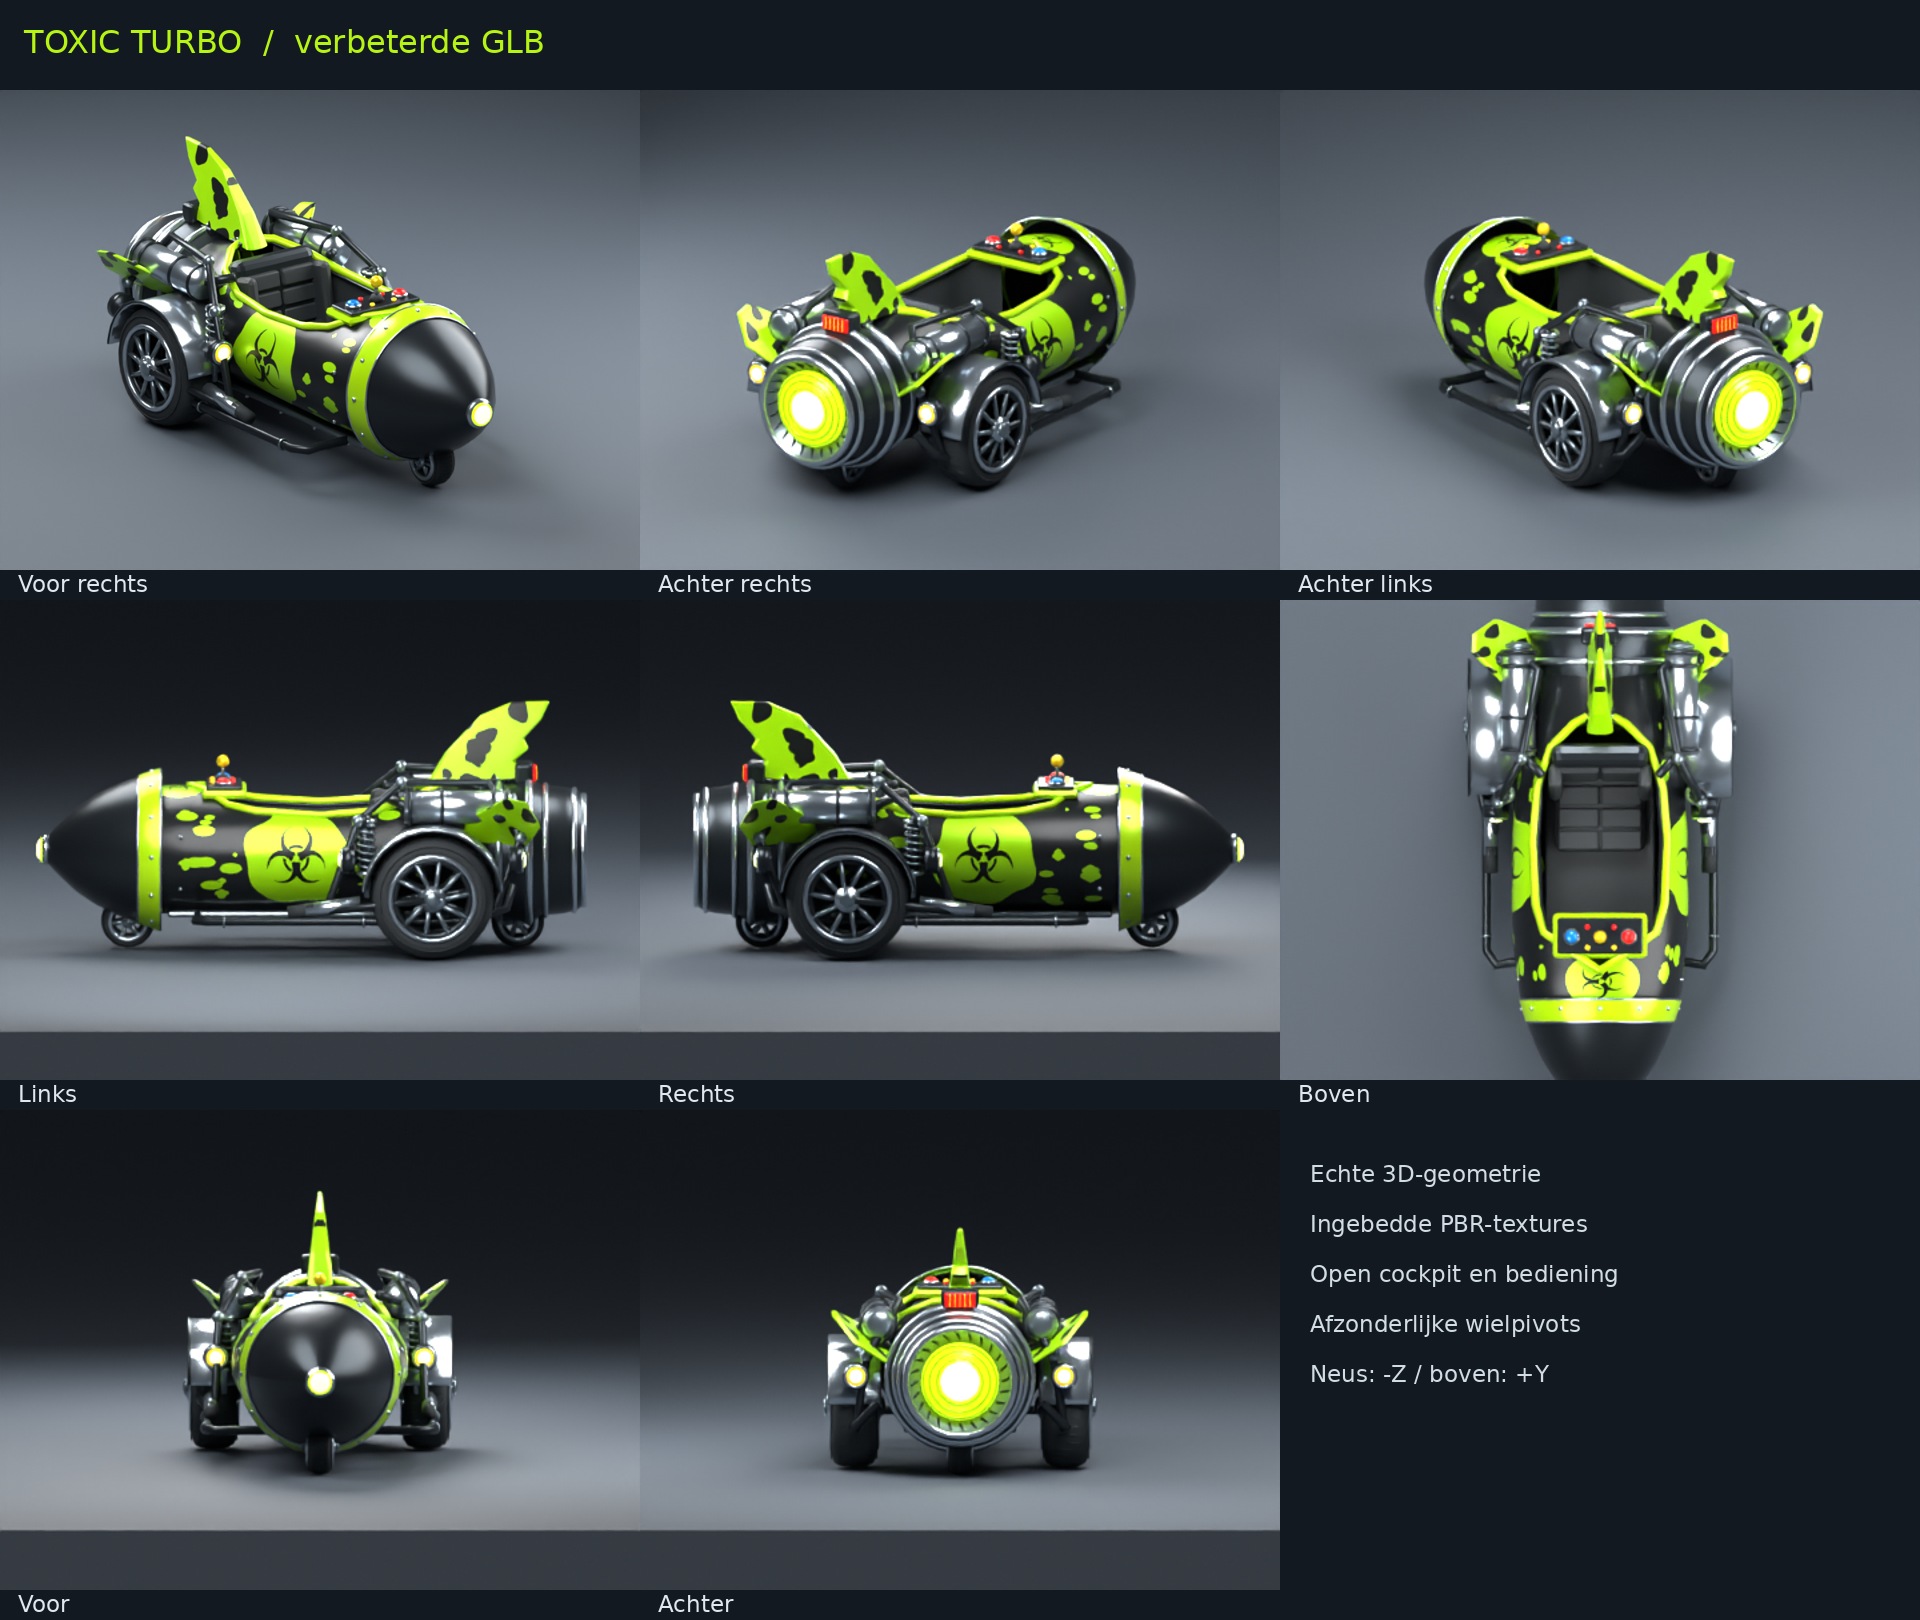 TOXIC TURBO / verbeterde GLB
Voor rechts
Achter rechts
Achter links
Links
Rechts
Boven
Echte 3D-geometrie
Ingebedde PBR-textures
Open cockpit en bediening
Afzonderlijke wielpivots
Neus: -Z / boven: +Y
Voor
Achter